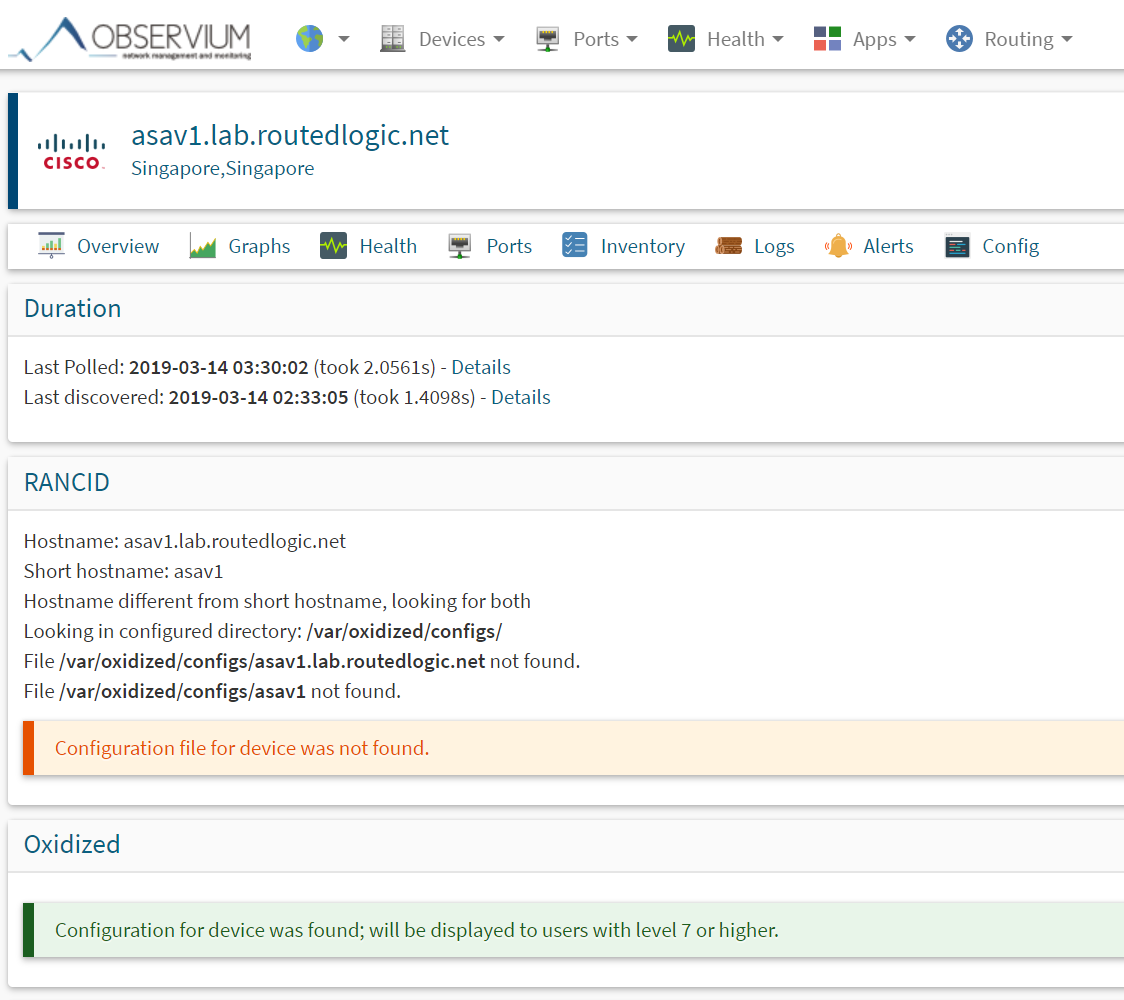 OBSERVIUM
network management and monitoring
Devices Ports Health Apps Routing
CISCO
asav1.lab.routedlogic.net
Singapore,Singapore
Overview Graphs Health Ports Inventory Logs Alerts Config
Duration
Last Polled: 2019-03-14 03:30:02 (took 2.0561s) - Details
Last discovered: 2019-03-14 02:33:05 (took 1.4098s) - Details
RANCID
Hostname: asav1.lab.routedlogic.net
Short hostname: asav1
Hostname different from short hostname, looking for both
Looking in configured directory: /var/oxidized/configs/
File /var/oxidized/configs/asav1.lab.routedlogic.net not found.
File /var/oxidized/configs/asav1 not found.
Configuration file for device was not found.
Oxidized
Configuration for device was found; will be displayed to users with level 7 or higher.